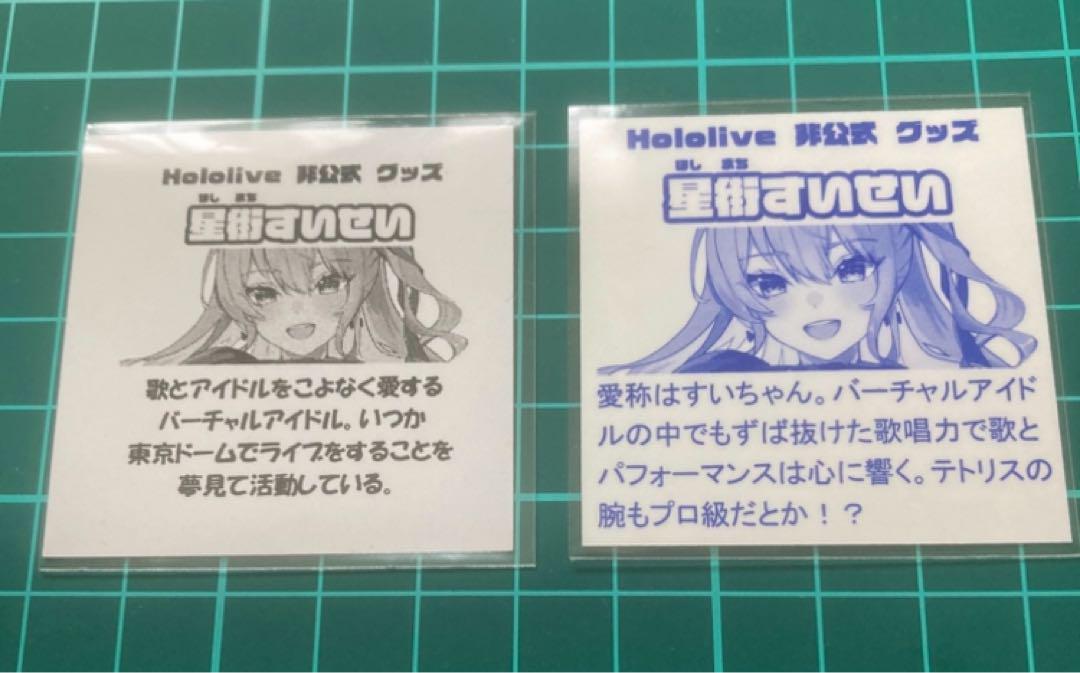 Hololive 非公式 グッズ
ほし まち
星街すいせい
歌とアイドルをこよなく愛する
バーチャルアイドル。いつか
東京ドームでライブをすることを
夢見て活動している。
Hololive 非公式 グッズ
ほし まち
星街すいせい
愛称はすいちゃん。バーチャルアイド
ルの中でもずば抜けた歌唱力で歌と
パフォーマンスは心に響く。テトリスの
腕もプロ級だとか！？